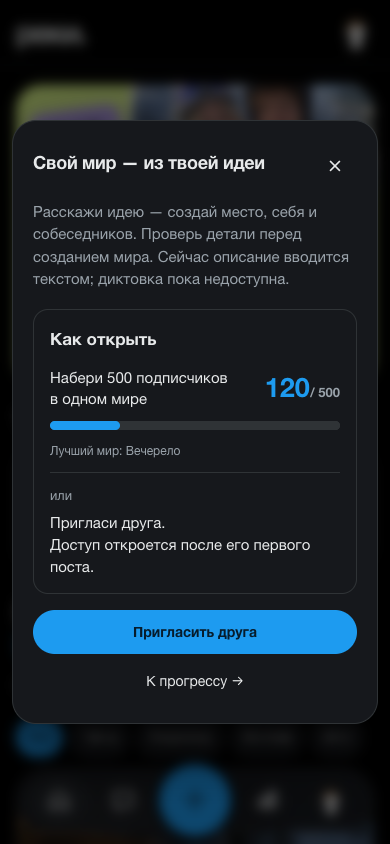 Свой мир — из твоей идеи
Расскажи идею — создай место, себя и
собеседников. Проверь детали перед
созданием мира. Сейчас описание вводится
текстом; диктовка пока недоступна.
Как открыть
Набери 500 подписчиков
в одном мире
120 / 500
Лучший мир: Вечерело
или
Пригласи друга.
Доступ откроется после его первого
поста.
Пригласить друга
К прогрессу →